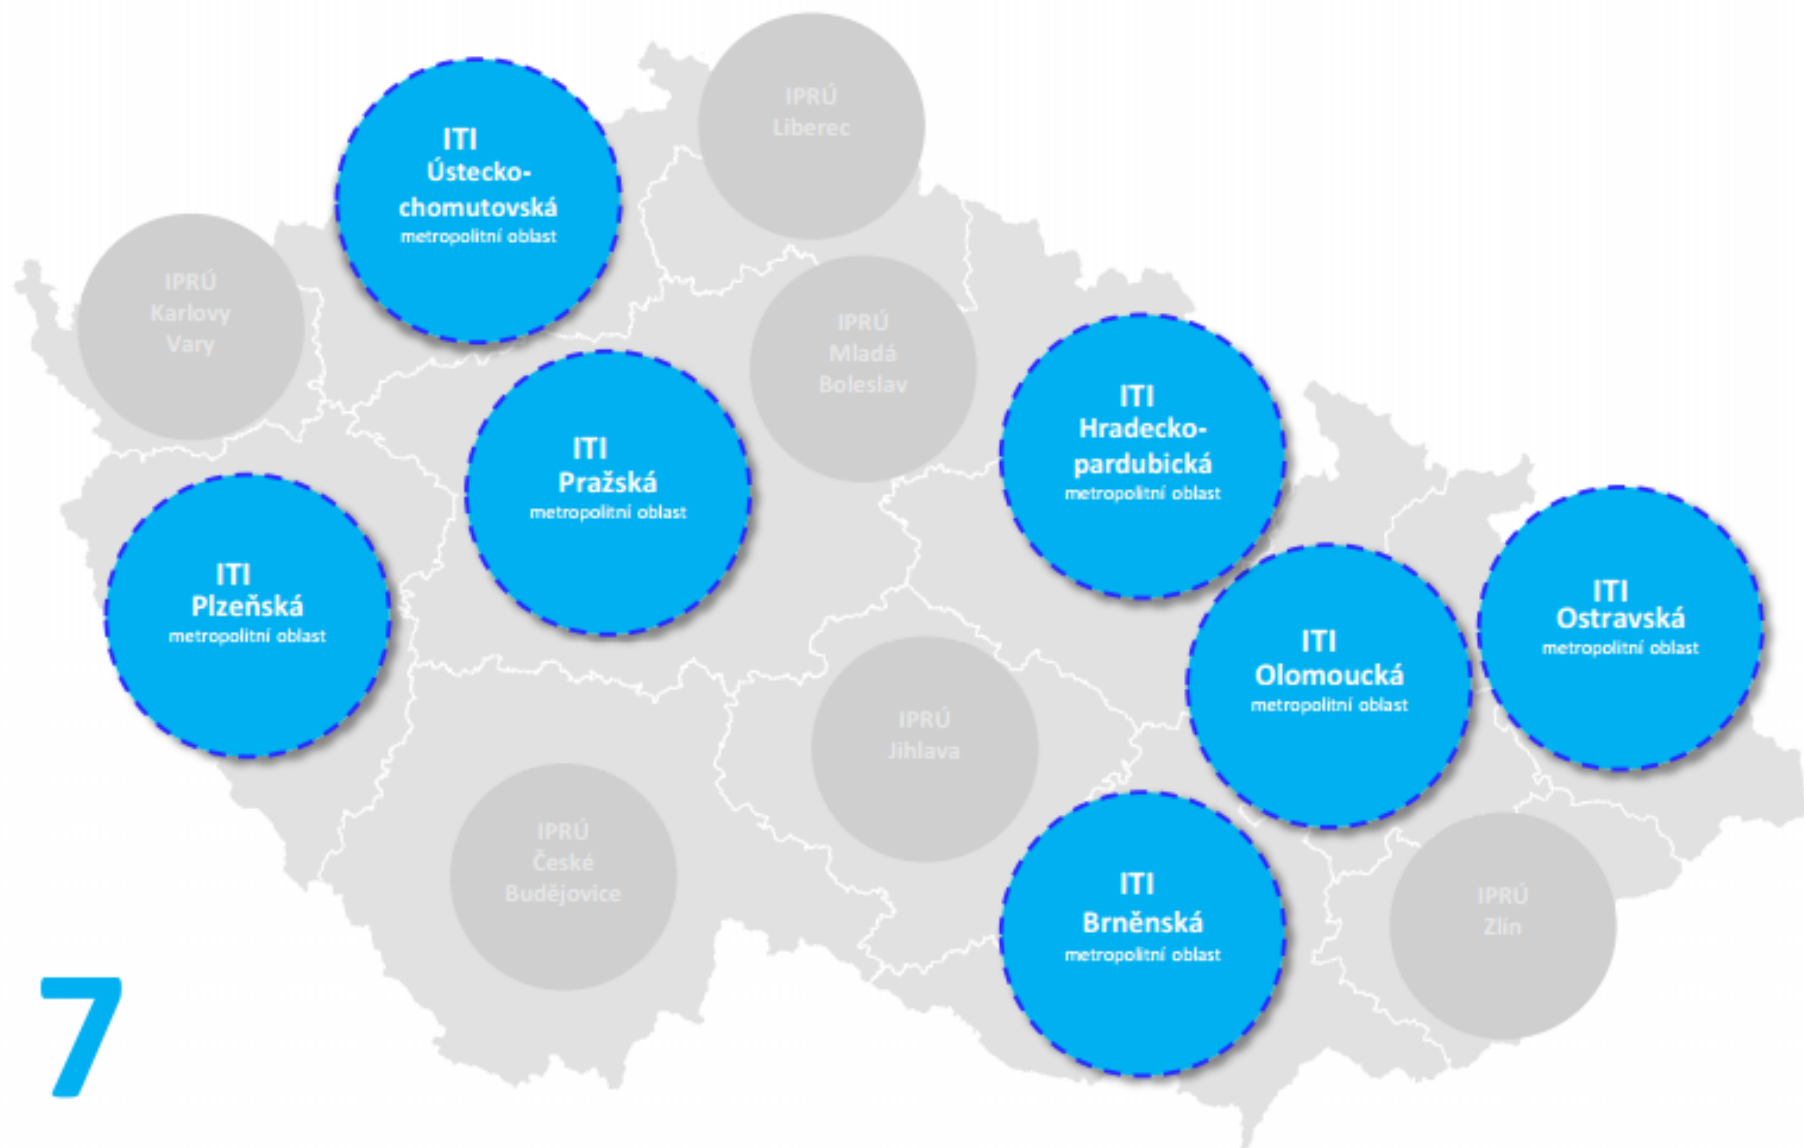 IPRÚ
Liberec
ITI
Ústecko-
chomutovská
metropolitní oblast
IPRÚ
Karlovy
Vary
IPRÚ
Mladá
Boleslav
ITI
Hradecko-
pardubická
metropolitní oblast
ITI
Pražská
metropolitní oblast
ITI
Plzeňská
metropolitní oblast
ITI
Ostravská
metropolitní oblast
ITI
Olomoucká
metropolitní oblast
IPRÚ
Jihlava
IPRÚ
České
Budějovice
ITI
Brněnská
metropolitní oblast
IPRÚ
Zlín
7